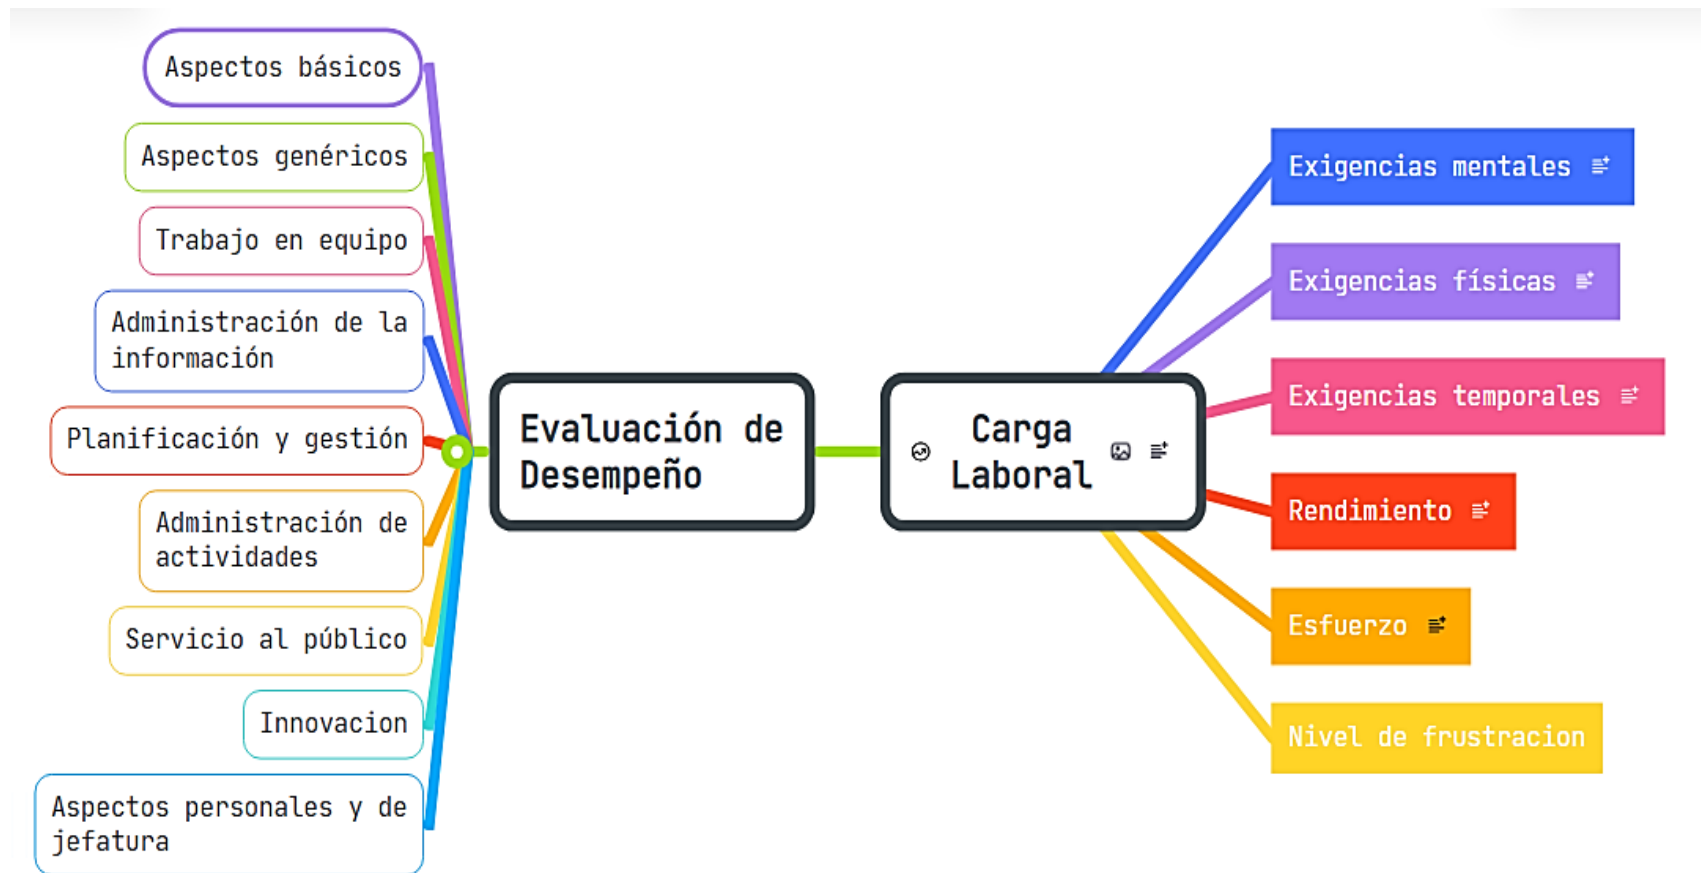 Aspectos básicos
Aspectos genéricos
Trabajo en equipo
Administración de la
información
Planificación y gestión
Administración de
actividades
Servicio al público
Innovacion
Aspectos personales y de
jefatura
Evaluación de
Desempeño
Carga
Laboral
Exigencias mentales
Exigencias físicas
Exigencias temporales
Rendimiento
Esfuerzo
Nivel de frustracion